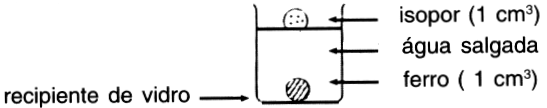 isopor (1 cm³)
água salgada
ferro ( 1 cm³)
recipiente de vidro